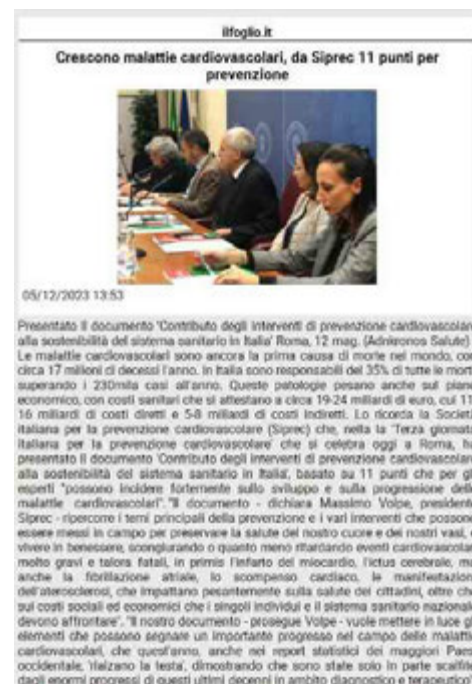 ilfoglio.it
Crescono malattie cardiovascolari, da Siprec 11 punti per
prevenzione
05/12/2023 13:53
Presentato il documento 'Contributo degli interventi di prevenzione cardiovascolare
alla sostenibilità del sistema sanitario in Italia' Roma, 12 mag. (Adnkronos Salute)
Le malattie cardiovascolari sono ancora la prima causa di morte nel mondo, con
circa 17 milioni di decessi l'anno. In Italia sono responsabili del 35% di tutte le morti
superando i 230mila casi all'anno. Queste patologie pesano anche sul piano
economico, con costi sanitari che si attestano a circa 19-24 miliardi di euro, cui 11
16 miliardi di costi diretti e 5-8 miliardi di costi indiretti. Lo ricorda la Società
italiana per la prevenzione cardiovascolare (Siprec) che, nella la 'Terza giornata
italiana per la prevenzione cardiovascolare' che si celebra oggi a Roma, ha
presentato il documento 'Contributo degli interventi di prevenzione cardiovascolare
alla sostenibilità del sistema sanitario in Italia', basato su 11 punti che per gli
esperti "possono incidere fortemente sullo sviluppo e sulla progressione delle
malattie cardiovascolari". "Il documento - dichiara Massimo Volpe, presidente
Siprec - ripercorre i temi principali della prevenzione e i vari interventi che possono
essere messi in campo per preservare la salute del nostro cuore e dei nostri vasi, e
vivere in benessere, scongiurando o quanto meno ritardando eventi cardiovascolari
molto gravi e talora fatali, in primis l'infarto del miocardio, l'ictus cerebrale, ma
anche la fibrillazione atriale, lo scompenso cardiaco, le manifestazioni
dell'aterosclerosi, che impattano pesantemente sulla salute dei cittadini, oltre che
sui costi sociali ed economici che i singoli individui e il sistema sanitario nazionale
devono affrontare". "Il nostro documento - prosegue Volpe - vuole mettere in luce gli
elementi che possono segnare un importante progresso nel campo delle malattie
cardiovascolari, che quest'anno, anche nei report statistici dei maggiori Paesi
occidentale, 'rialzano la testa', dimostrando che sono state solo in parte scalfite
dagli enormi progressi di questi ultimi decenni in ambito diagnostico e terapeutico